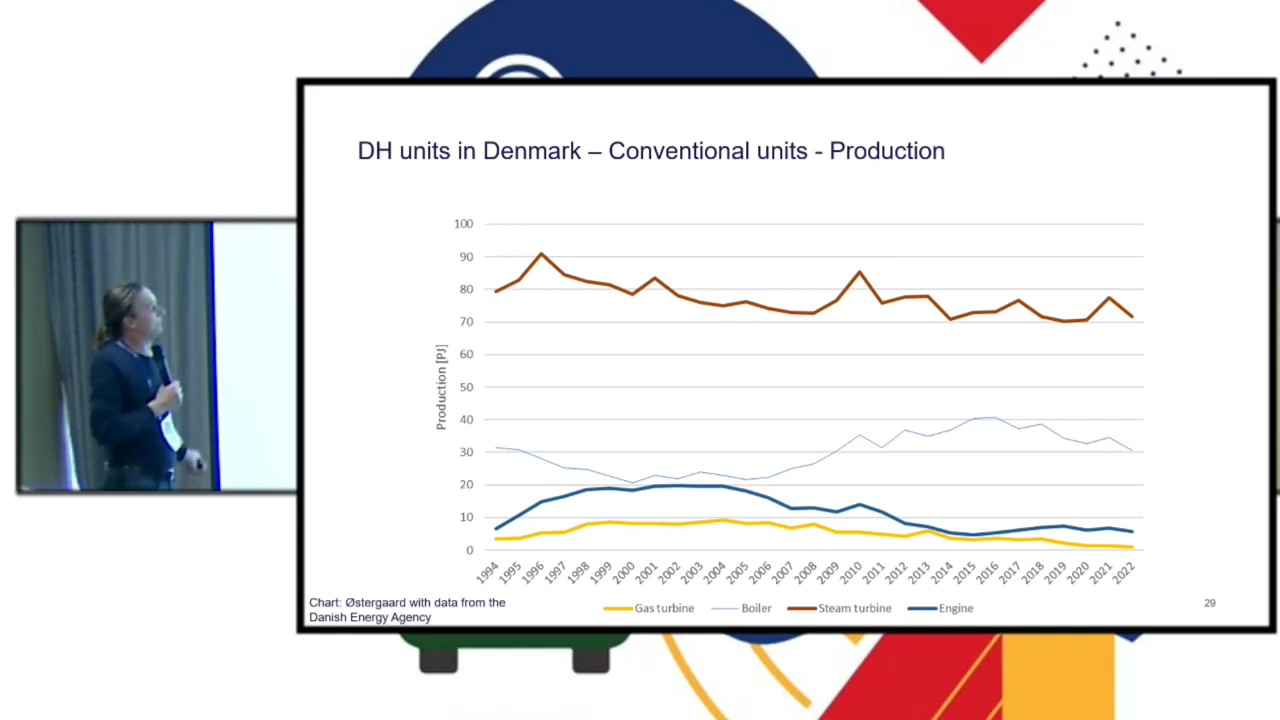 DH units in Denmark – Conventional units - Production
100
90
80
70
60
50
40
30
20
10
0
Production [PJ]
1994 1995 1996 1997 1998 1999 2000 2001 2002 2003 2004 2005 2006 2007 2008 2009 2010 2011 2012 2013 2014 2015 2016 2017 2018 2019 2020 2021 2022
Gas turbine Boiler Steam turbine Engine
Chart: Østergaard with data from the
Danish Energy Agency
29